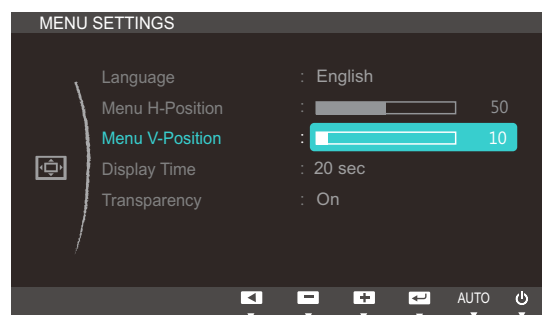 MENU SETTINGS
Language : English
Menu H-Position : 50
Menu V-Position : 10
Display Time : 20 sec
Transparency : On
AUTO